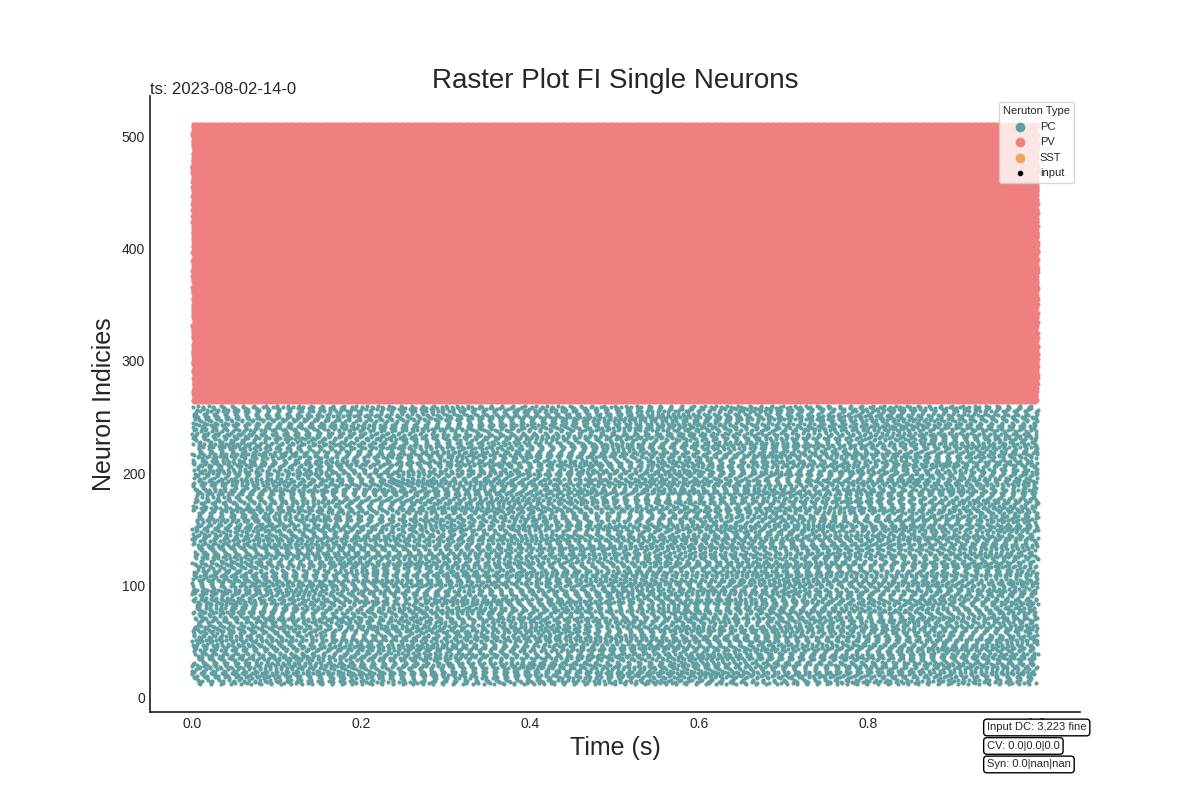 Raster Plot FI Single Neurons
ts: 2023-08-02-14-0
Neruton Type
PC
PV
SST
input
500
400
300
200
100
0
Neuron Indicies
0.0
0.2
0.4
0.6
0.8
Time (s)
Input DC: 3,223 fine
CV: 0.0|0.0|0.0
Syn: 0.0|nan|nan